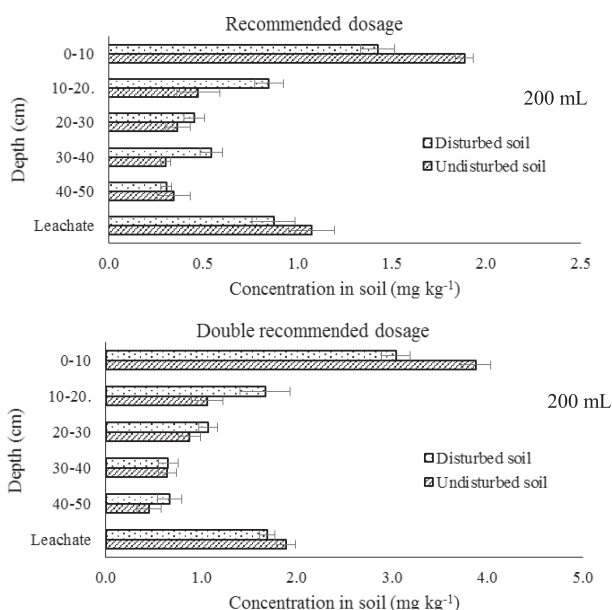 Recommended dosage
0-10
10-20.
20-30
30-40
40-50
Leachate
Depth (cm)
200 mL
Disturbed soil
Undisturbed soil
0.0 0.5 1.0 1.5 2.0 2.5
Concentration in soil (mg kg⁻¹)
Double recommended dosage
0-10
10-20.
20-30
30-40
40-50
Leachate
Depth (cm)
200 mL
Disturbed soil
Undisturbed soil
0.0 1.0 2.0 3.0 4.0 5.0
Concentration in soil (mg kg⁻¹)